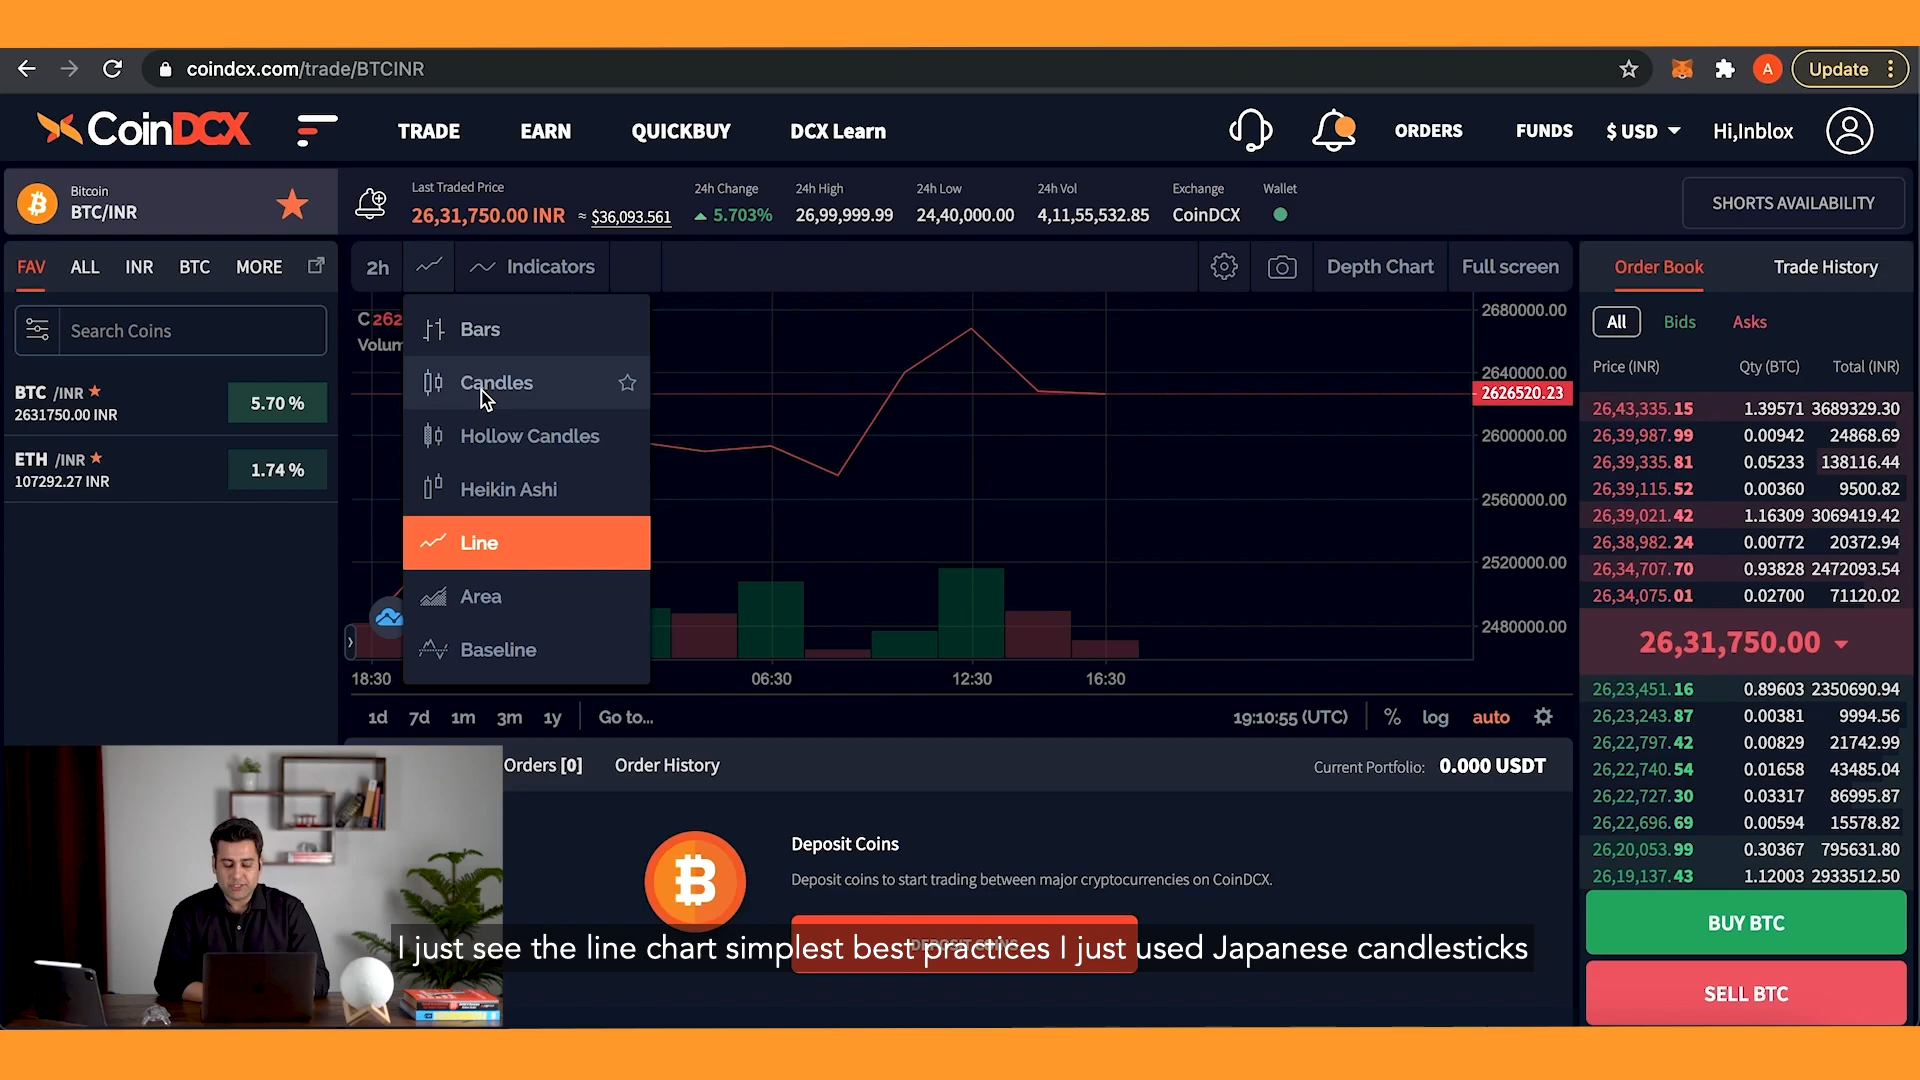 coindcx.com/trade/BTCINR
A
Update
CoinDCX
TRADE
EARN
QUICKBUY
DCX Learn
ORDERS
FUNDS
$ USD
Hi,Inblox
Bitcoin
BTC/INR
Last Traded Price
26,31,750.00 INR ≈ $36,093.561
24h Change
5.703%
24h High
26,99,999.99
24h Low
24,40,000.00
24h Vol
4,11,55,532.85
Exchange
CoinDCX
Wallet
SHORTS AVAILABILITY
FAV ALL INR BTC MORE
Search Coins
BTC /INR
2631750.00 INR
5.70 %
ETH /INR
107292.27 INR
1.74 %
2h
Indicators
Depth Chart
Full screen
C 262
Volum
Bars
Candles
Hollow Candles
Heikin Ashi
Line
Area
Baseline
2680000.00
2640000.00
2626520.23
2600000.00
2560000.00
2520000.00
2480000.00
18:30 06:30 12:30 16:30
1d 7d 1m 3m 1y Go to...
19:10:55 (UTC) % log auto
Orders [0] Order History
Current Portfolio: 0.000 USDT
Deposit Coins
Deposit coins to start trading between major cryptocurrencies on CoinDCX.
I just see the line chart simplest best practices I just used Japanese candlesticks
Order Book Trade History
All Bids Asks
Price (INR) Qty (BTC) Total (INR)
26,43,335.15 1.39571 3689329.30
26,39,987.99 0.00942 24868.69
26,39,335.81 0.05233 138116.44
26,39,115.52 0.00360 9500.82
26,39,021.42 1.16309 3069419.42
26,38,982.24 0.00772 20372.94
26,34,707.70 0.93828 2472093.54
26,34,075.01 0.02700 71120.02
26,31,750.00
26,23,451.16 0.89603 2350690.94
26,23,243.87 0.00381 9994.56
26,22,797.42 0.00829 21742.99
26,22,740.54 0.01658 43485.04
26,22,727.30 0.03317 86995.87
26,22,696.69 0.00594 15578.82
26,20,053.99 0.30367 795631.80
26,19,137.43 1.12003 2933512.50
BUY BTC
SELL BTC